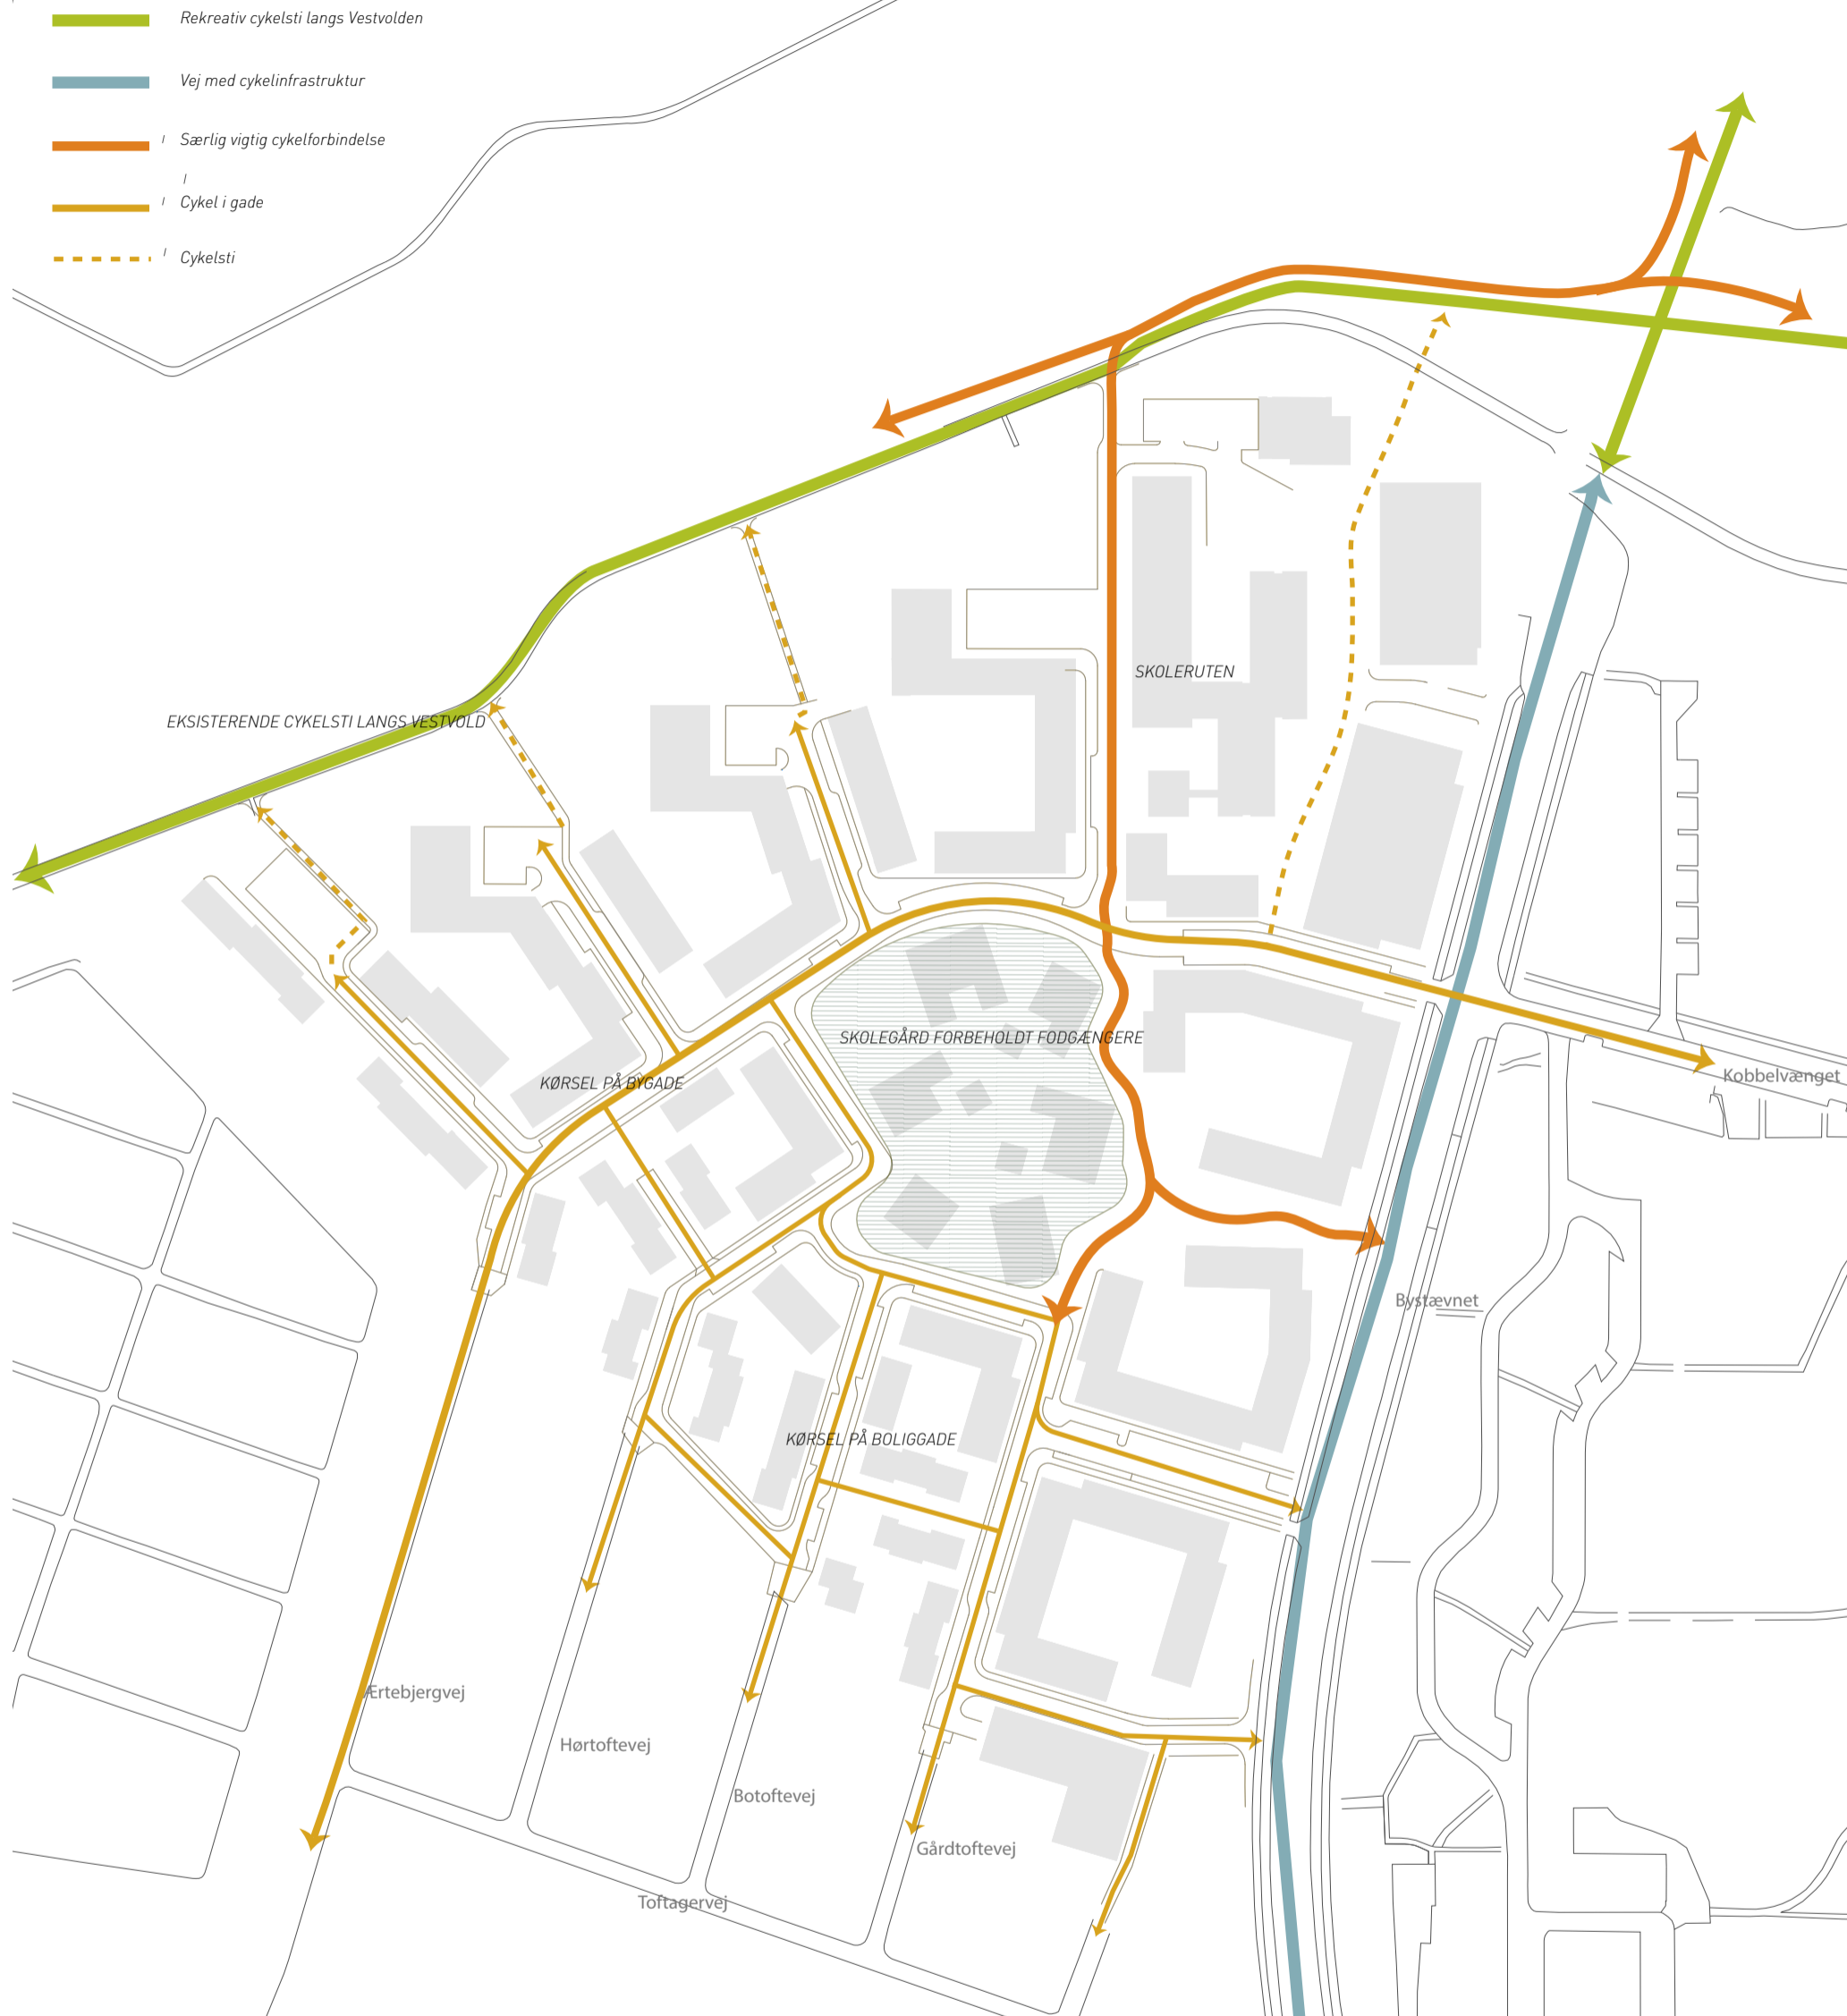 Rekreativ cykelsti langs Vestvolden
Vej med cykelinfrastruktur
Særlig vigtig cykelforbindelse
Cykel i gade
Cykelsti
SKOLERUTEN
EKSISTERENDE CYKELSTI LANGS VESTVOLD
SKOLEGÅRD FORBEHOLDT FODGÆNGERE
Kobbelvænget
KØRSEL PÅ BYGADE
Bystævnet
KØRSEL PÅ BOLIGGADE
Ærtebjergvej
Hørtoftevej
Botoftevej
Gårdtoftevej
Toftagervej